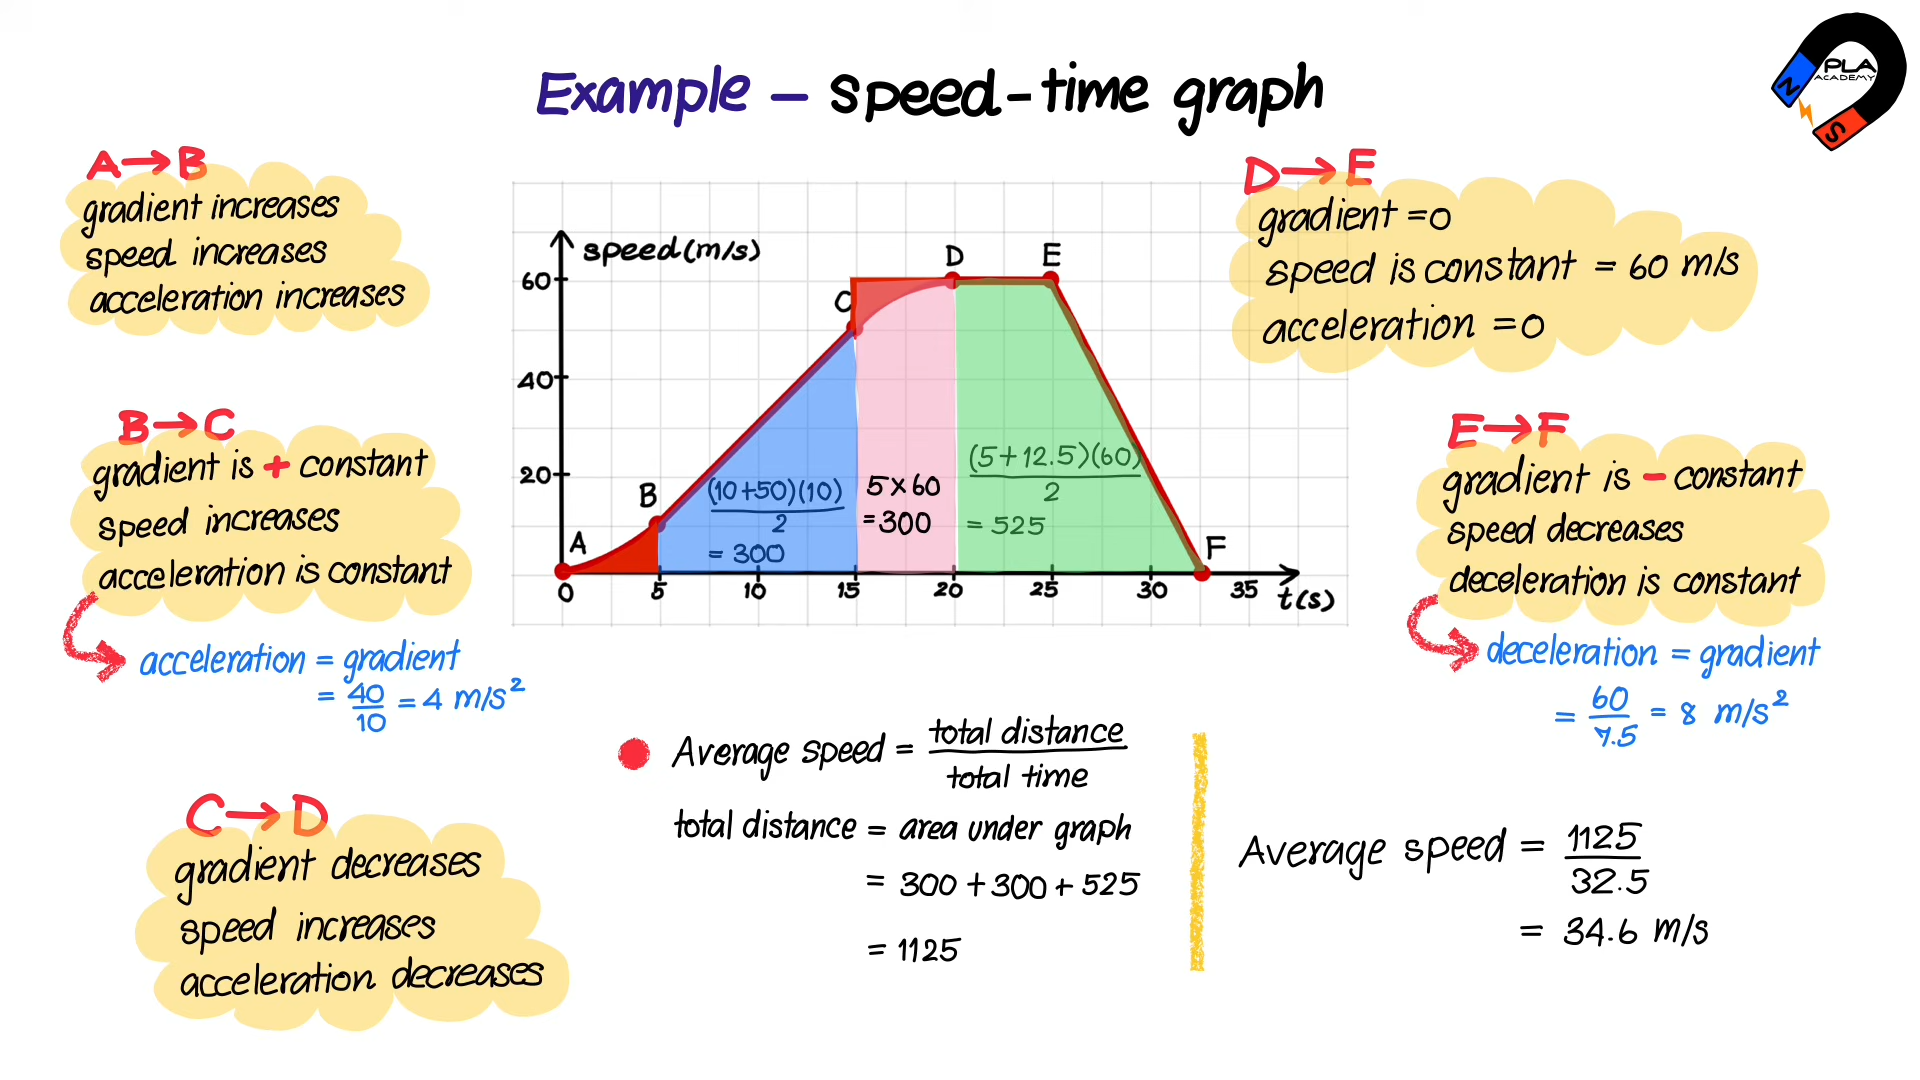 Example – speed-time graph
N
PLA
ACADEMY
S
A→B
gradient increases
speed increases
acceleration increases
B→C
gradient is + constant
speed increases
acceleration is constant
acceleration = gradient
= 40/10 = 4 m/s²
C→D
gradient decreases
speed increases
acceleration decreases
speed(m/s)
60
40
20
A
B
C
D
E
F
(10+50)(10)/2
= 300
5×60
=300
(5+12.5)(60)/2
= 525
0 5 10 15 20 25 30 35 t(s)
D→E
gradient =0
speed is constant = 60 m/s
acceleration =0
E→F
gradient is - constant
speed decreases
deceleration is constant
deceleration = gradient
= 60/7.5 = 8 m/s²
Average speed = total distance/total time
total distance = area under graph
= 300 + 300 + 525
= 1125
Average speed = 1125/32.5
= 34.6 m/s